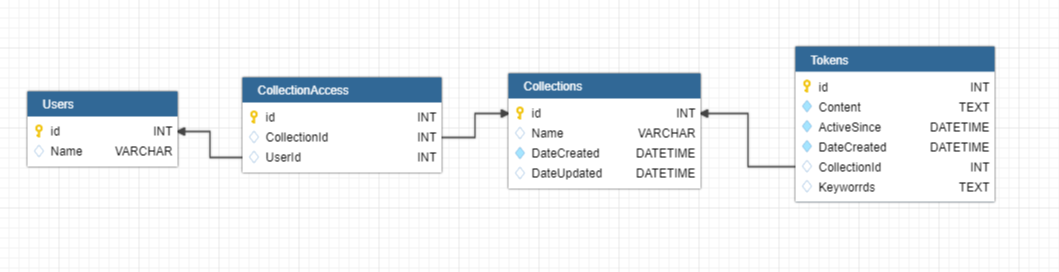 Users
id INT
Name VARCHAR
CollectionAccess
id INT
CollectionId INT
UserId INT
Collections
id INT
Name VARCHAR
DateCreated DATETIME
DateUpdated DATETIME
Tokens
id INT
Content TEXT
ActiveSince DATETIME
DateCreated DATETIME
CollectionId INT
Keyworrds TEXT